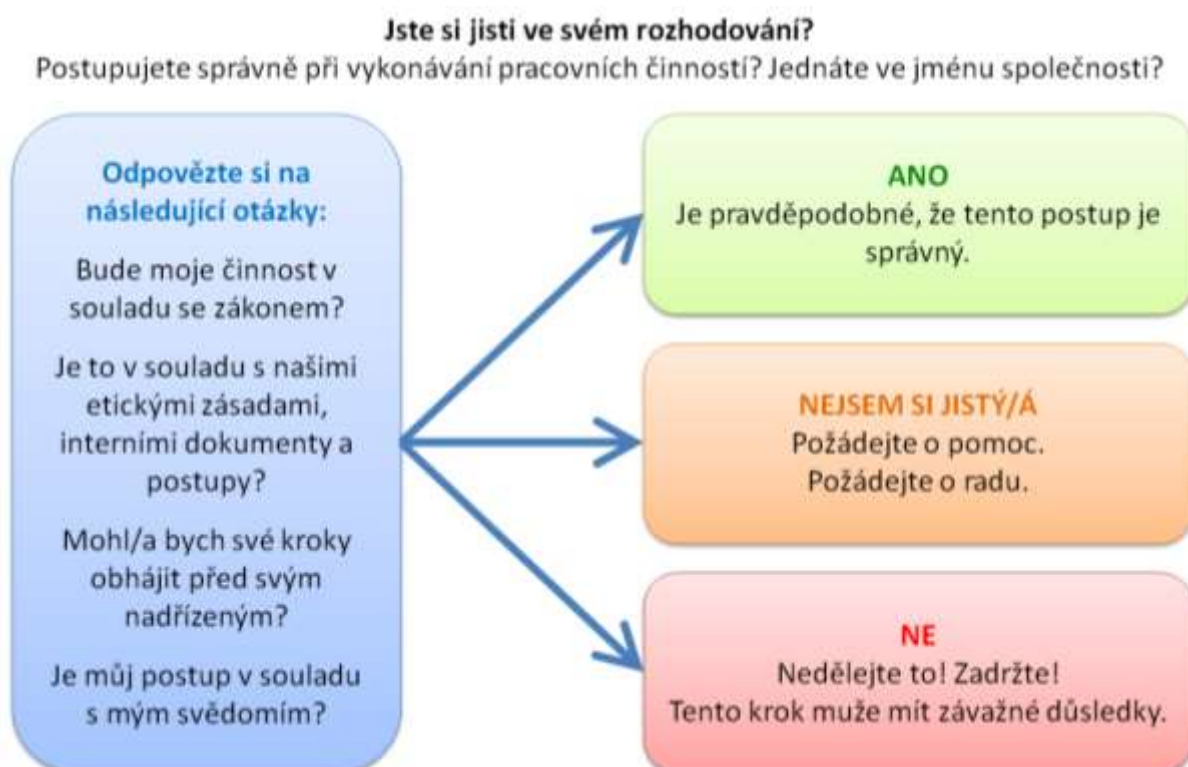 Jste si jisti ve svém rozhodování?
Postupujete správně při vykonávání pracovních činností? Jednáte ve jménu společnosti?
Odpovězte si na
následující otázky:
Bude moje činnost v
souladu se zákonem?
Je to v souladu s našimi
etickými zásadami,
interními dokumenty a
postupy?
Mohl/a bych své kroky
obhájit před svým
nadřízeným?
Je můj postup v souladu
s mým svědomím?
ANO
Je pravděpodobné, že tento postup je
správný.
NEJSEM SI JISTÝ/Á
Požádejte o pomoc.
Požádejte o radu.
NE
Nedělejte to! Zadržte!
Tento krok muže mít závažné důsledky.